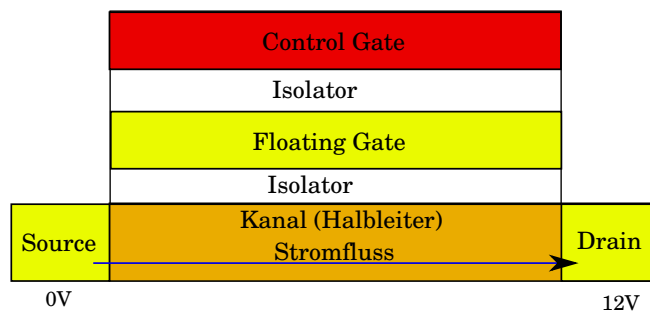 Control Gate
Isolator
Floating Gate
Isolator
Kanal (Halbleiter)
Source
Stromfluss
Drain
0V
12V